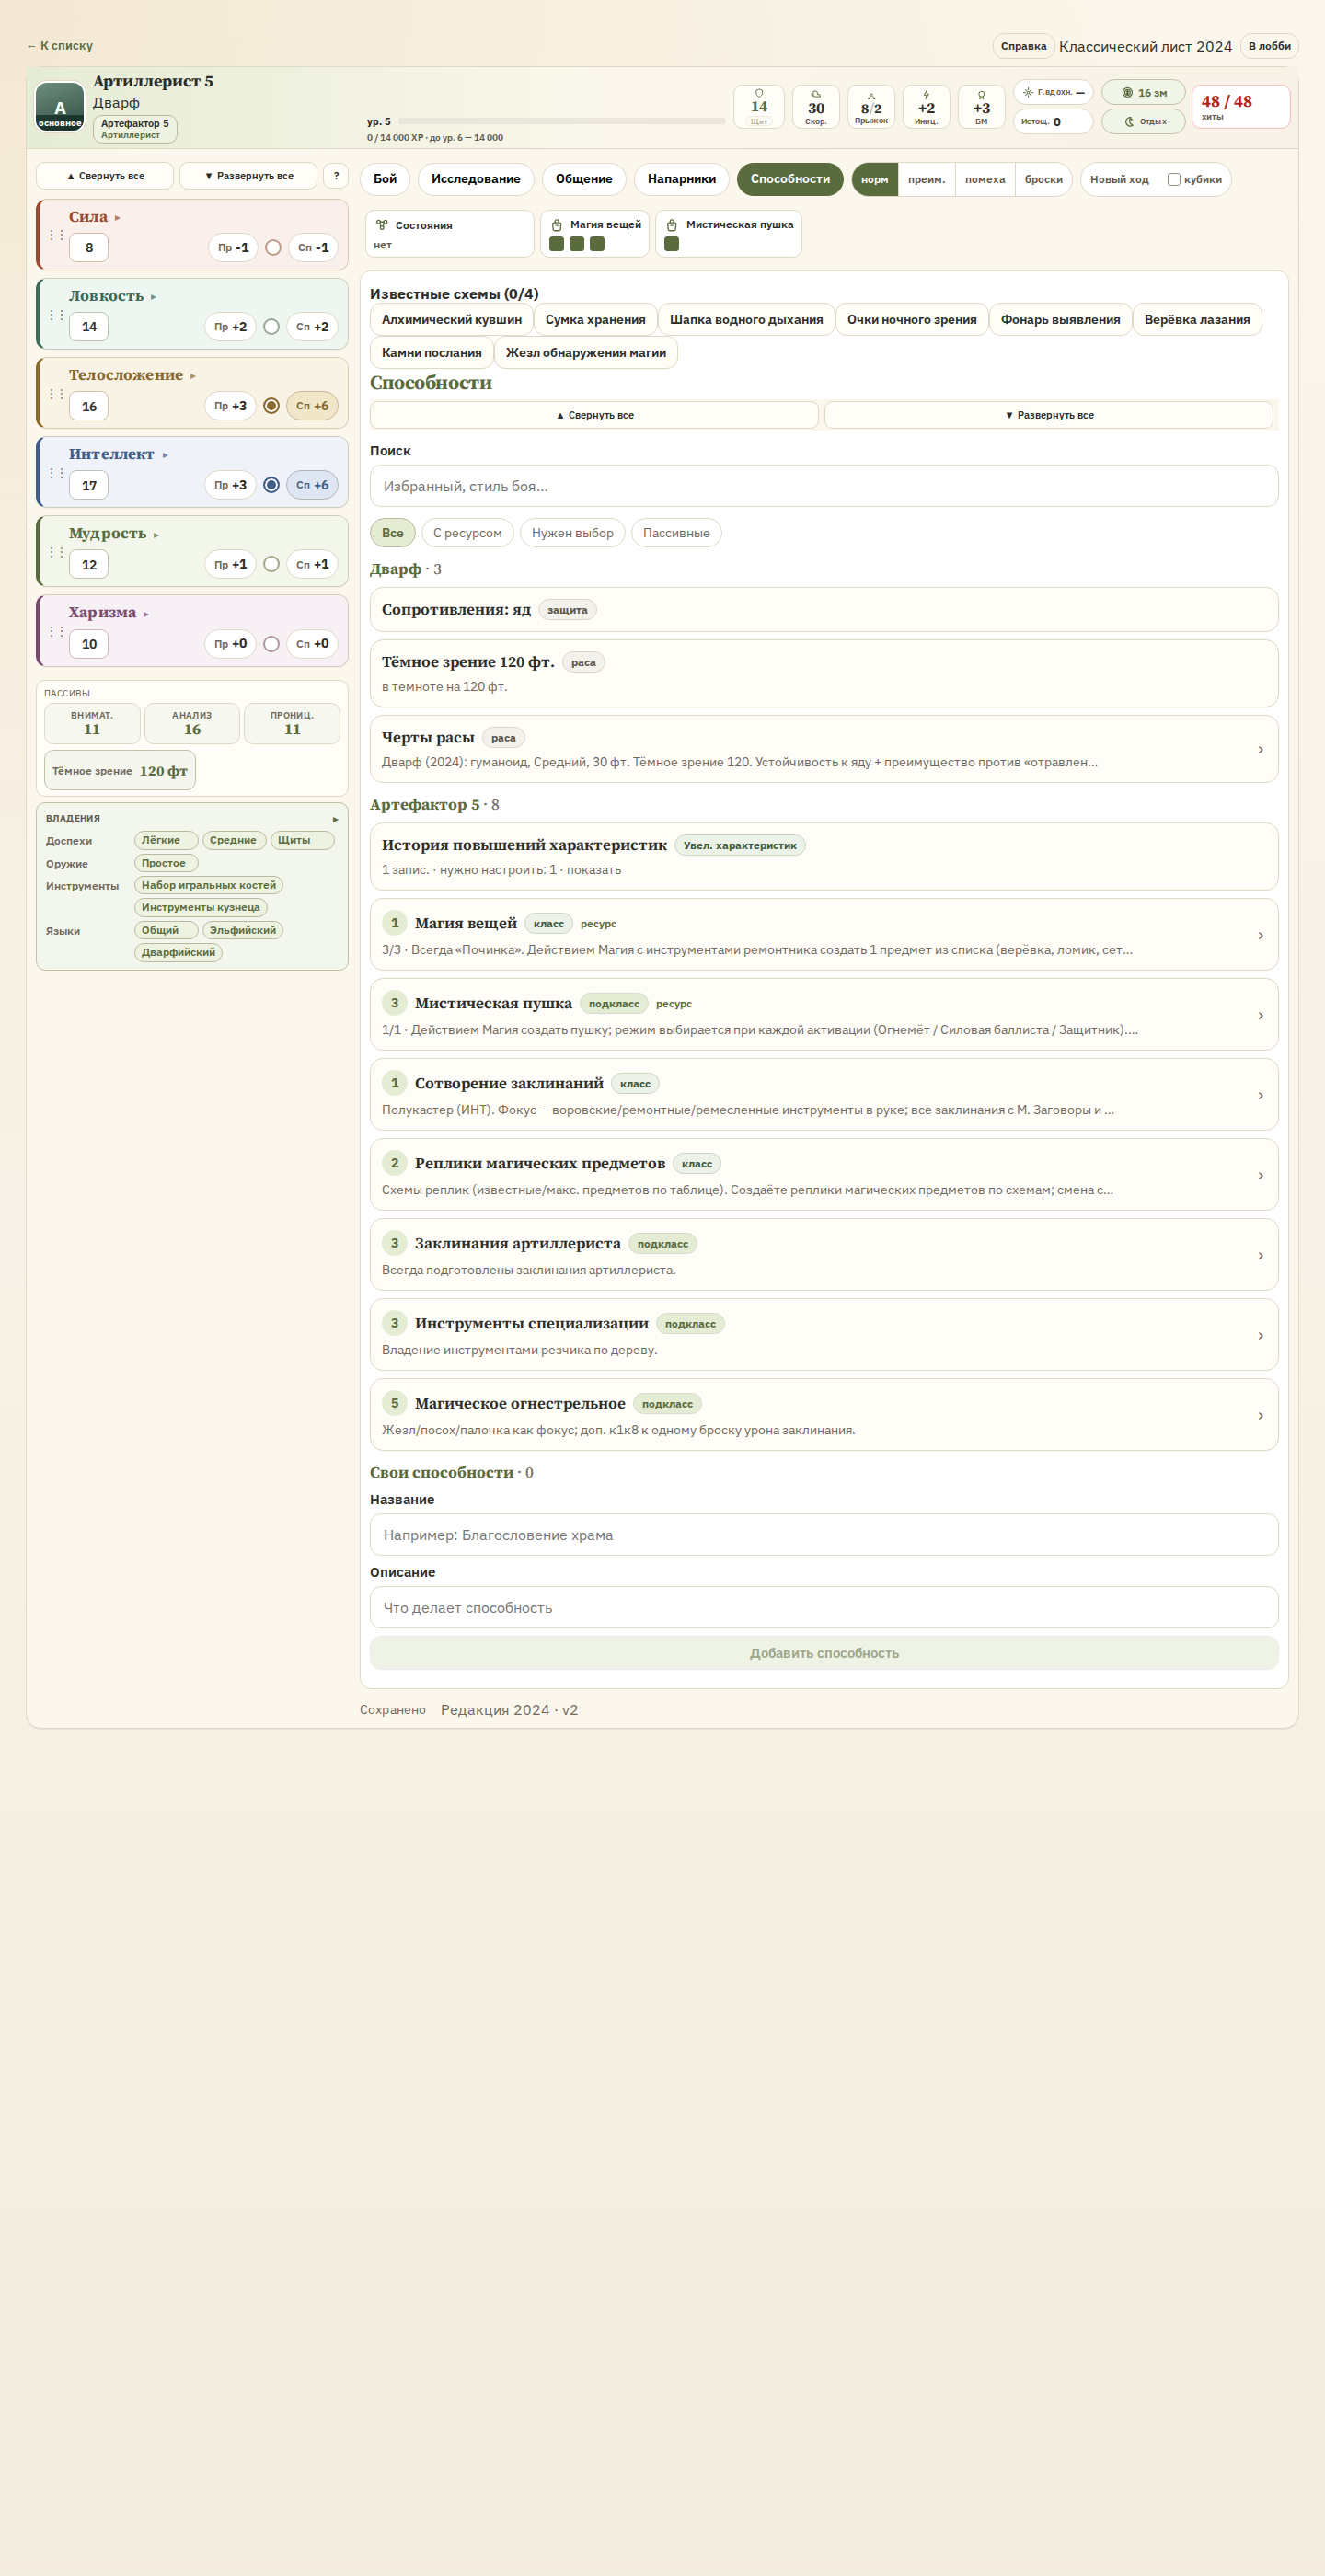 ← К списку
Справка Классический лист 2024 В лобби
А
основное
Артиллерист 5
Дварф
Артефактор 5
Артиллерист
ур. 5
0 / 14 000 XP · до ур. 6 — 14 000
14
Щит
30
Скор.
8/2
Прыжок
+2
Иниц.
+3
БМ
Г.вдохн. —
Истощ. 0
16 зм
Отдых
48 / 48
хиты
▲ Свернуть все ▼ Развернуть все ?
Сила ▸
8 Пр -1 Сп -1
Ловкость ▸
14 Пр +2 Сп +2
Телосложение ▸
16 Пр +3 Сп +6
Интеллект ▸
17 Пр +3 Сп +6
Мудрость ▸
12 Пр +1 Сп +1
Харизма ▸
10 Пр +0 Сп +0
ПАССИВЫ
ВНИМАТ. АНАЛИЗ ПРОНИЦ.
11 16 11
Тёмное зрение 120 фт
ВЛАДЕНИЯ ▸
Доспехи Лёгкие Средние Щиты
Оружие Простое
Инструменты Набор игральных костей
Инструменты кузнеца
Языки Общий Эльфийский
Дварфийский
Бой Исследование Общение Напарники Способности норм преим. помеха броски Новый ход кубики
Состояния
нет
Магия вещей
Мистическая пушка
Известные схемы (0/4)
Алхимический кувшин Сумка хранения Шапка водного дыхания Очки ночного зрения Фонарь выявления Верёвка лазания
Камни послания Жезл обнаружения магии
Способности
▲ Свернуть все ▼ Развернуть все
Поиск
Избранный, стиль боя…
Все С ресурсом Нужен выбор Пассивные
Дварф · 3
Сопротивления: яд защита
Тёмное зрение 120 фт. раса
в темноте на 120 фт.
Черты расы раса
Дварф (2024): гуманоид, Средний, 30 фт. Тёмное зрение 120. Устойчивость к яду + преимущество против «отравлен… ›
Артефактор 5 · 8
История повышений характеристик Увел. характеристик
1 запис. · нужно настроить: 1 · показать
1 Магия вещей класс ресурс
3/3 · Всегда «Починка». Действием Магия с инструментами ремонтника создать 1 предмет из списка (верёвка, ломик, сет… ›
3 Мистическая пушка подкласс ресурс
1/1 · Действием Магия создать пушку; режим выбирается при каждой активации (Огнемёт / Силовая баллиста / Защитник).… ›
1 Сотворение заклинаний класс
Полукастер (ИНТ). Фокус — воровские/ремонтные/ремесленные инструменты в руке; все заклинания с М. Заговоры и … ›
2 Реплики магических предметов класс
Схемы реплик (известные/макс. предметов по таблице). Создаёте реплики магических предметов по схемам; смена с… ›
3 Заклинания артиллериста подкласс
Всегда подготовлены заклинания артиллериста. ›
3 Инструменты специализации подкласс
Владение инструментами резчика по дереву. ›
5 Магическое огнестрельное подкласс
Жезл/посох/палочка как фокус; доп. к1к8 к одному броску урона заклинания. ›
Свои способности · 0
Название
Например: Благословение храма
Описание
Что делает способность
Добавить способность
Сохранено Редакция 2024 · v2